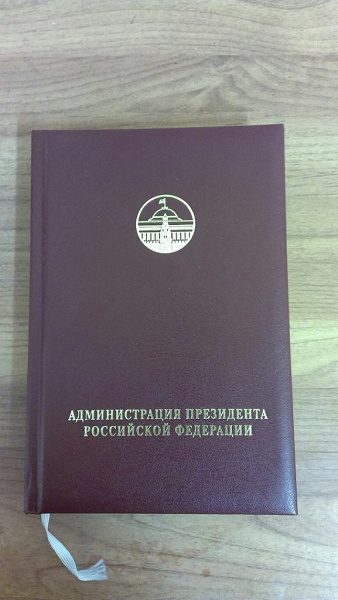 АДМИНИСТРАЦИЯ ПРЕЗИДЕНТА
РОССИЙСКОЙ ФЕДЕРАЦИИ